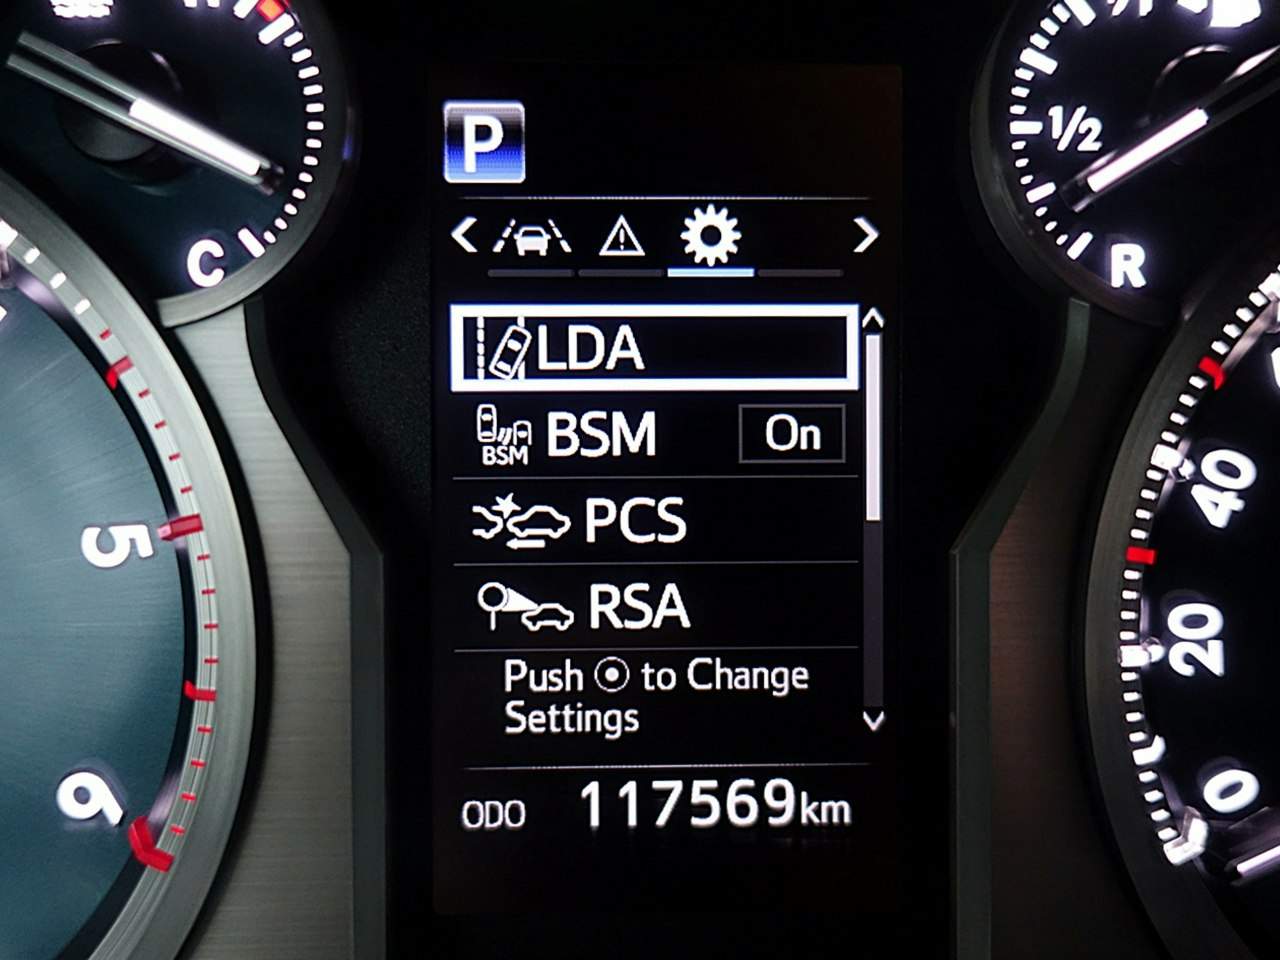 P
C
1/2
R
LDA
BSM
BSM
On
PCS
RSA
Push to Change
Settings
ODO 117569km
5
6
40
20
0